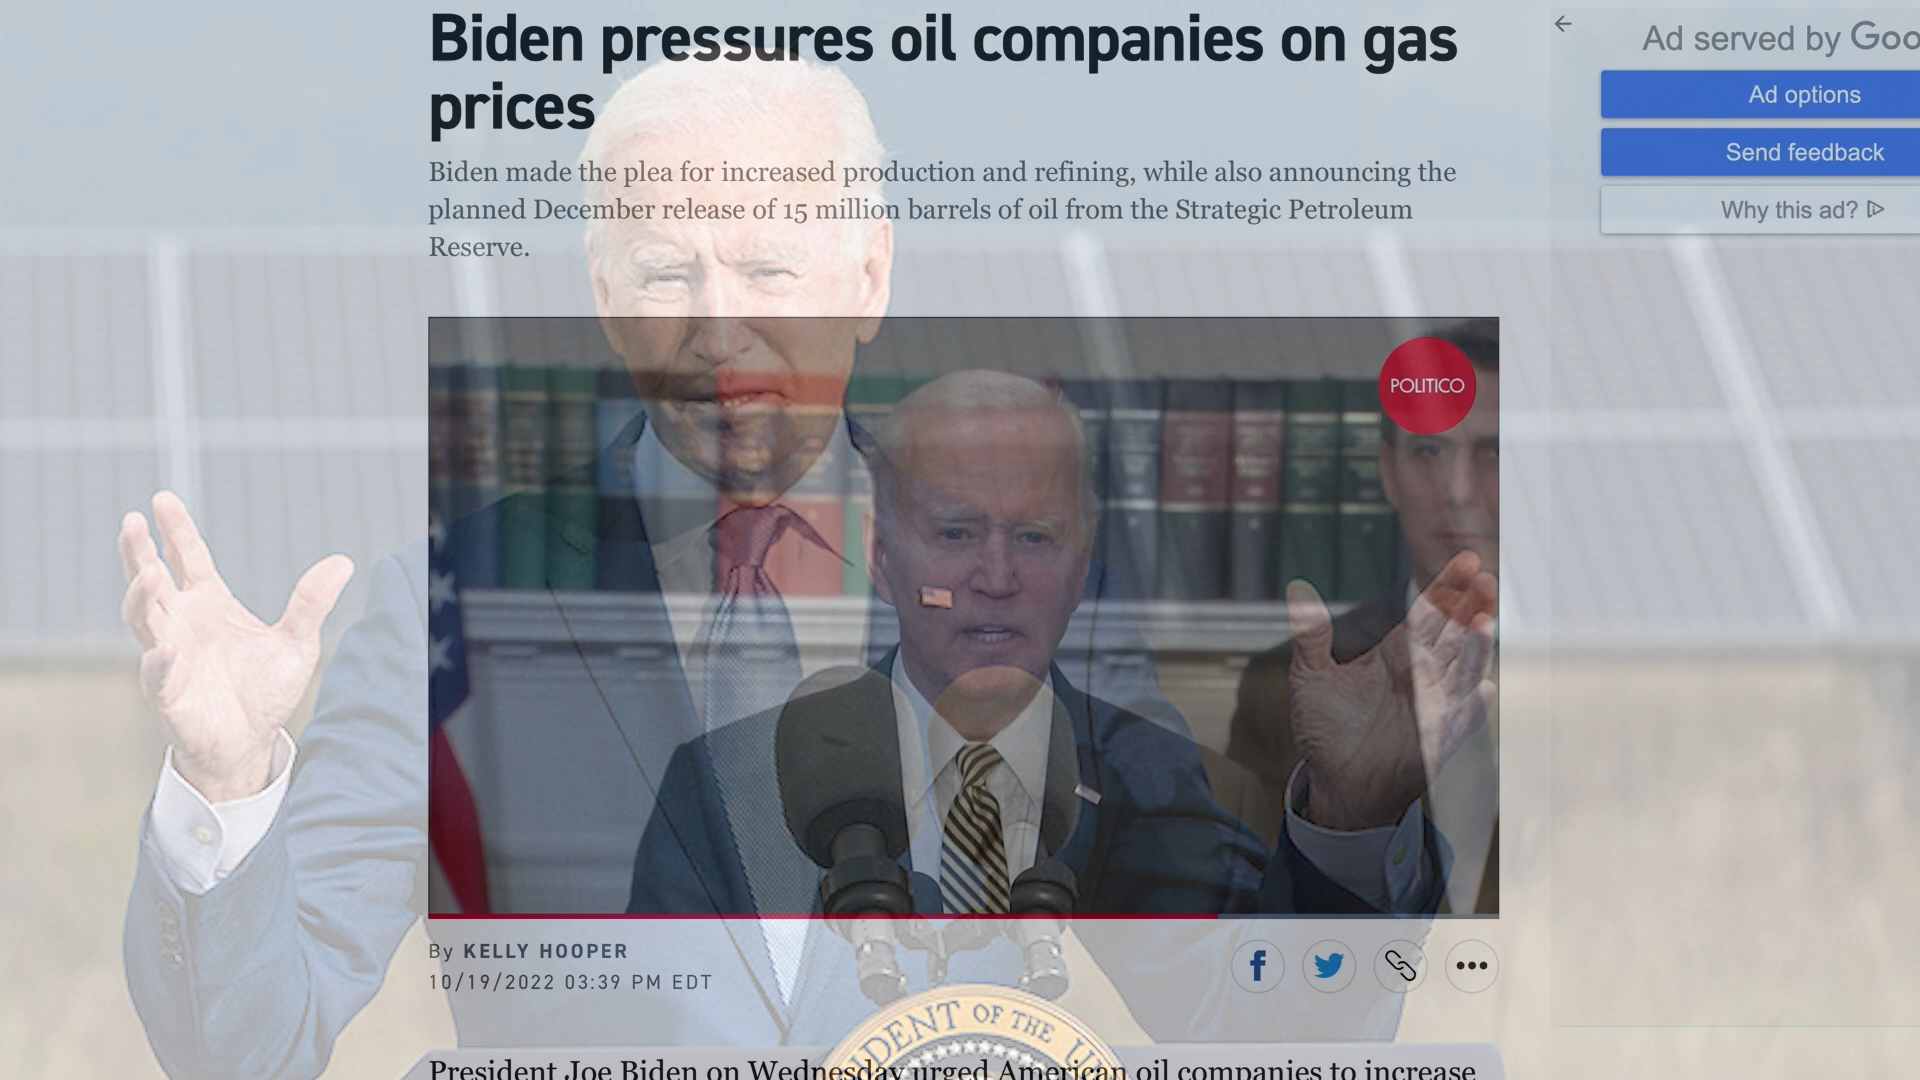 Biden pressures oil companies on gas
prices
Biden made the plea for increased production and refining, while also announcing the
planned December release of 15 million barrels of oil from the Strategic Petroleum
Reserve.
Ad served by Goo
Ad options
Send feedback
Why this ad?
POLITICO
By KELLY HOOPER
10/19/2022 03:39 PM EDT
DENT OF THE U
President Joe Biden on Wednesday urged American oil companies to increase